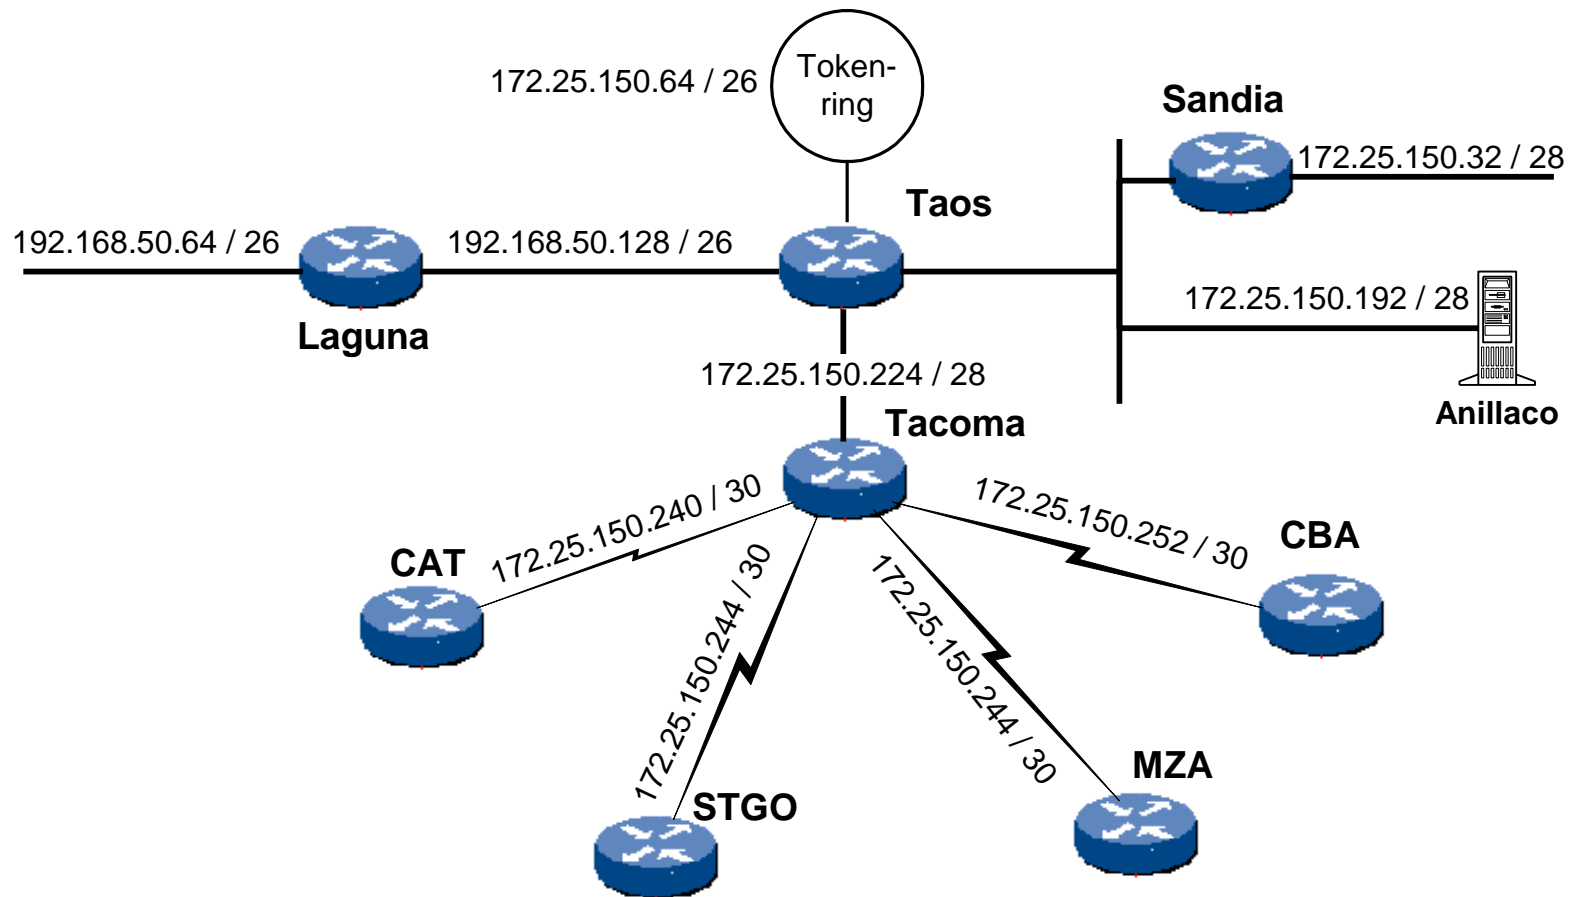 Token-
ring
172.25.150.64 / 26
Sandia
172.25.150.32 / 28
Taos
192.168.50.64 / 26
192.168.50.128 / 26
172.25.150.192 / 28
Laguna
172.25.150.224 / 28
Anillaco
Tacoma
172.25.150.240 / 30
172.25.150.252 / 30
CBA
CAT
172.25.150.244 / 30
172.25.150.244 / 30
MZA
STGO